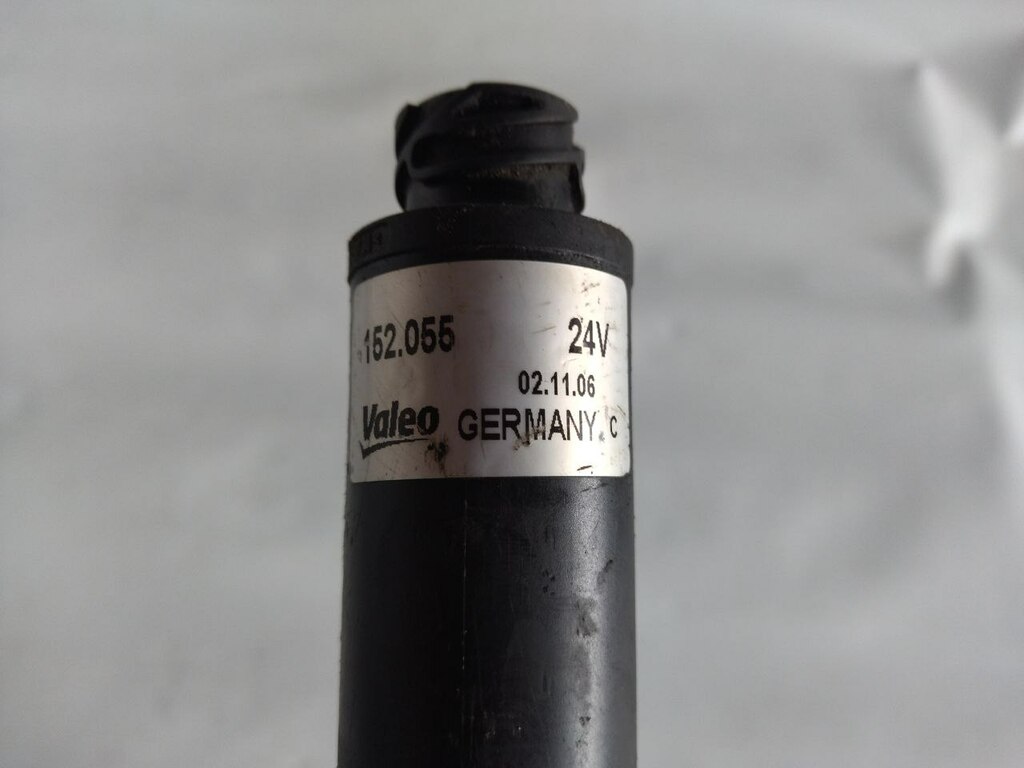 152.055 24V
02.11.06
Valeo GERMANY C